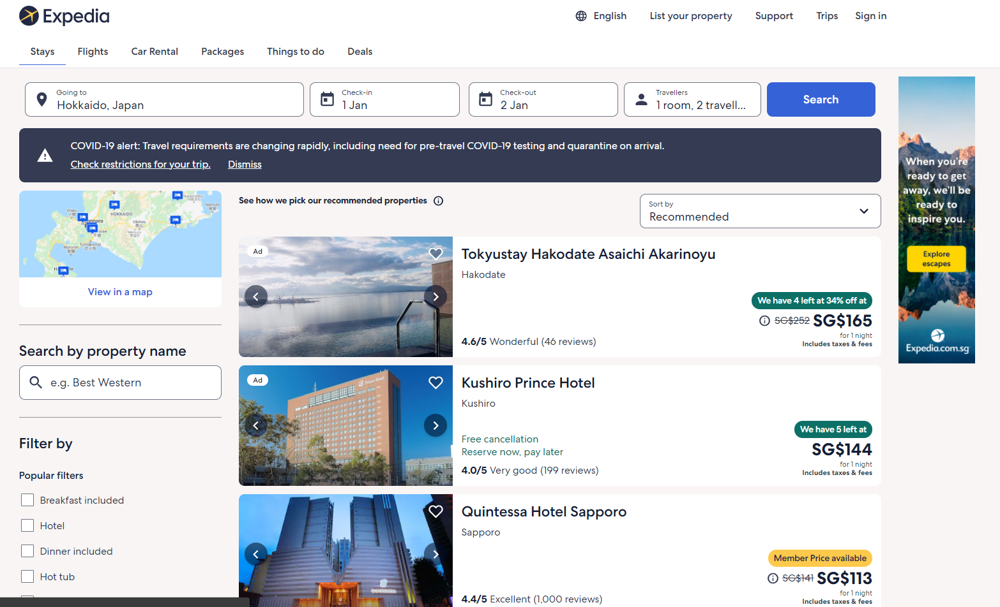 Expedia
English
List your property
Support
Trips
Sign in
Stays
Flights
Car Rental
Packages
Things to do
Deals
Going to
Hokkaido, Japan
Check-in
1 Jan
Check-out
2 Jan
Travellers
1 room, 2 travell...
Search
COVID-19 alert: Travel requirements are changing rapidly, including need for pre-travel COVID-19 testing and quarantine on arrival.
Check restrictions for your trip.
Dismiss
HOKKAIDO
Obihiro
Tomakomai
Muroran
View in a map
Search by property name
e.g. Best Western
Filter by
Popular filters
Breakfast included
Hotel
Dinner included
Hot tub
See how we pick our recommended properties
Sort by
Recommended
Ad
Tokyustay Hakodate Asaichi Akarinoyu
Hakodate
We have 4 left at 34% off at
SG$252 SG$165
for 1 night
Includes taxes & fees
4.6/5 Wonderful (46 reviews)
Ad
Prince Hotel
Kushiro Prince Hotel
Kushiro
Free cancellation
Reserve now, pay later
4.0/5 Very good (199 reviews)
We have 5 left at
SG$144
for 1 night
Includes taxes & fees
Quintessa Hotel Sapporo
Sapporo
Member Price available
SG$141 SG$113
for 1 night
Includes taxes & fees
4.4/5 Excellent (1,000 reviews)
When you're
ready to get
away, we'll be
ready to
inspire you.
Explore
escapes
Expedia.com.sg